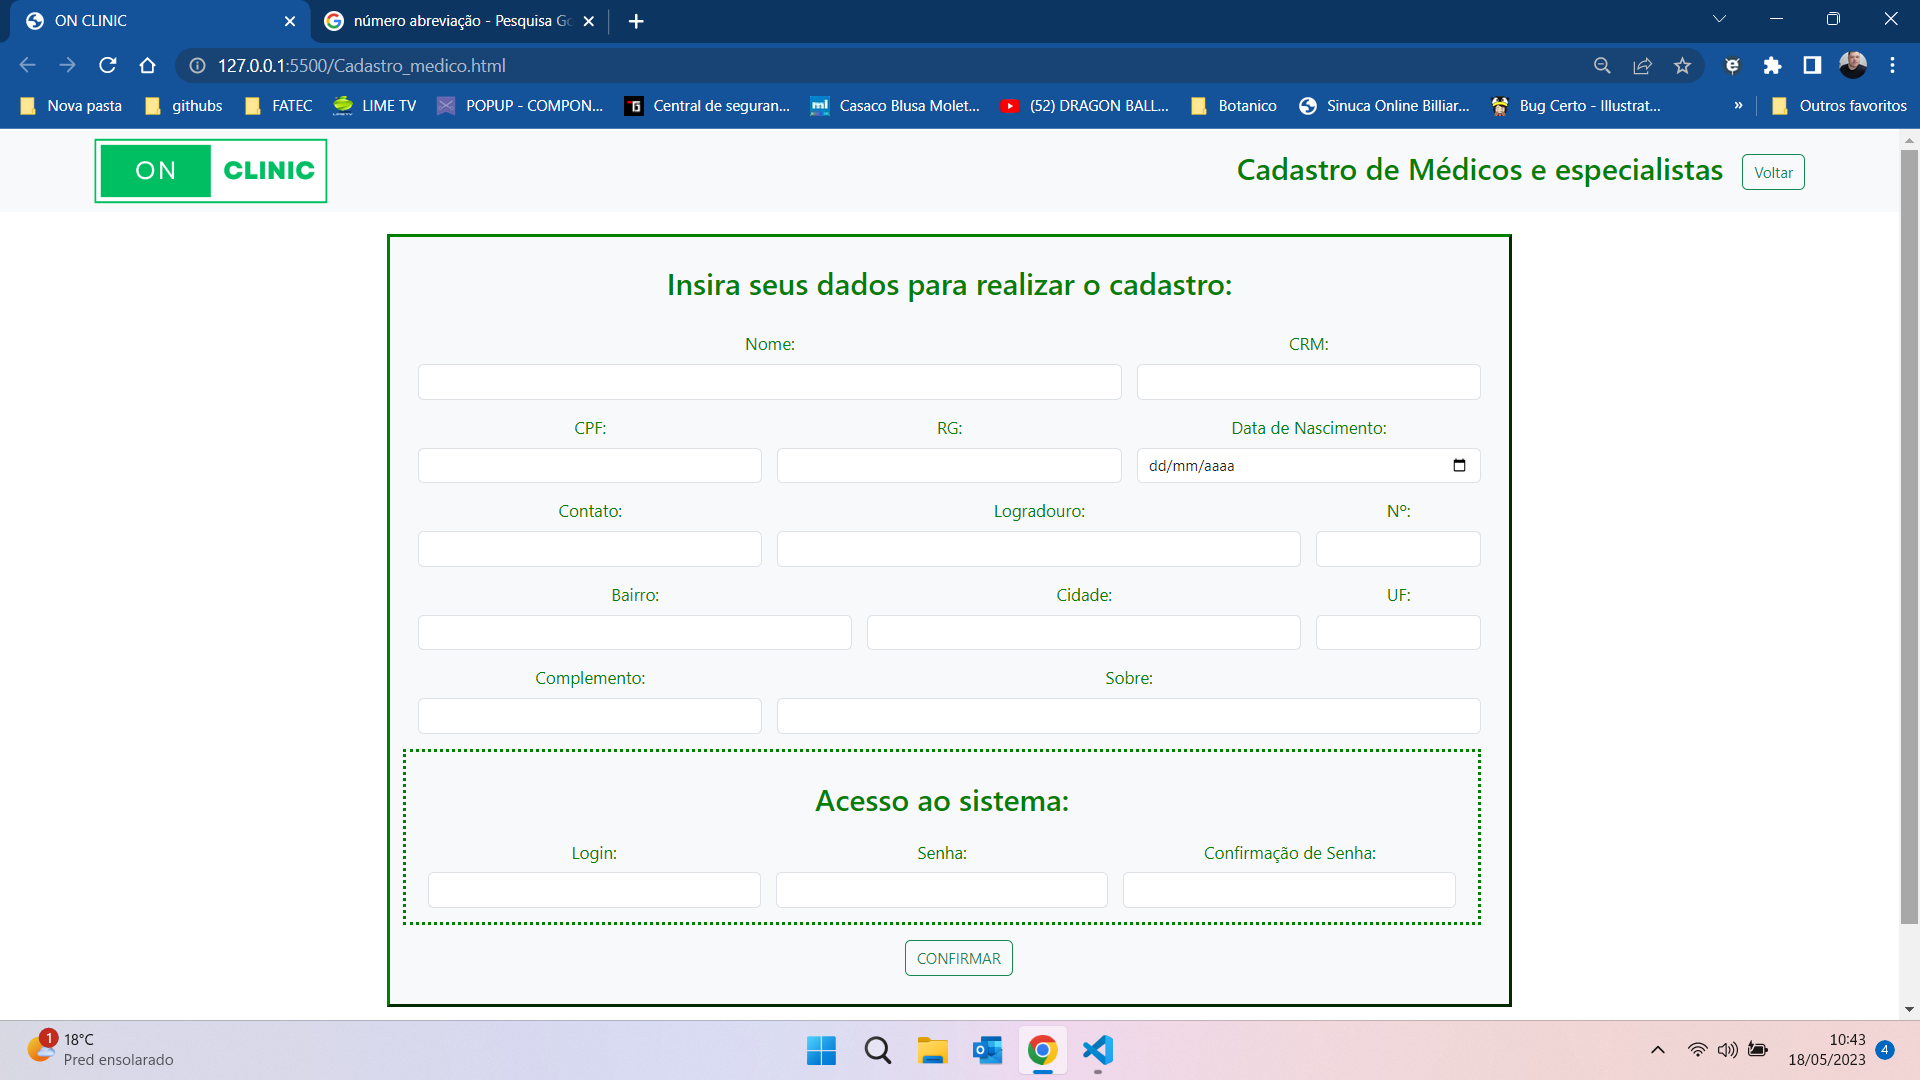 ON CLINIC
número abreviação - Pesquisa Go
127.0.0.1:5500/Cadastro_medico.html
Nova pasta githubs FATEC LIME TV POPUP - COMPON... Central de seguran... Casaco Blusa Molet... (52) DRAGON BALL... Botanico Sinuca Online Billiar... Bug Certo - Illustrat... » Outros favoritos
ON CLINIC
Cadastro de Médicos e especialistas
Voltar
Insira seus dados para realizar o cadastro:
Nome: CRM:
CPF: RG: Data de Nascimento:
dd/mm/aaaa
Contato: Logradouro: Nº:
Bairro: Cidade: UF:
Complemento: Sobre:
Acesso ao sistema:
Login: Senha: Confirmação de Senha:
CONFIRMAR
1
18°C
Pred ensolarado
10:43
18/05/2023
4